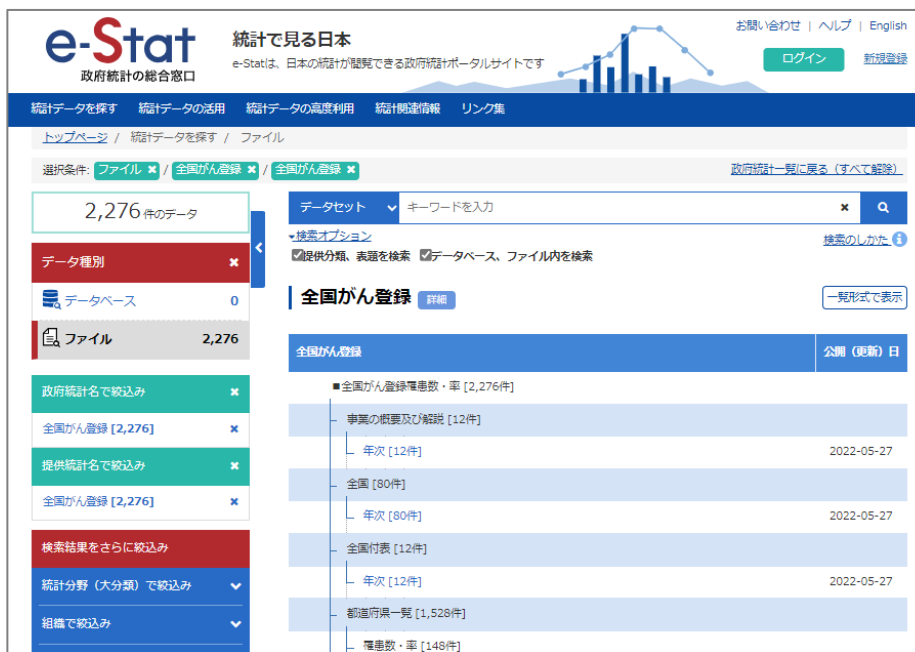 e-Stat
政府統計の総合窓口
統計で見る日本
e-Statは、日本の統計が閲覧できる政府統計ポータルサイトです
お問い合わせ | ヘルプ | English
ログイン 新規登録
統計データを探す 統計データの活用 統計データの高度利用 統計関連情報 リンク集
トップページ / 統計データを探す / ファイル
選択条件: ファイル ✖ / 全国がん登録 ✖ / 全国がん登録 ✖ 政府統計一覧に戻る（すべて解除）
2,276 件のデータ
データセット キーワードを入力 ✖
検索オプション 検索のしかた
提供分類、表題を検索 データベース、ファイル内を検索
データ種別 ✖
データベース 0
ファイル 2,276
全国がん登録 詳細 一覧形式で表示
全国がん登録 公開（更新）日
■全国がん登録罹患数・率 [2,276件]
事業の概要及び解説 [12件]
年次 [12件] 2022-05-27
全国 [80件]
年次 [80件] 2022-05-27
全国付表 [12件]
年次 [12件] 2022-05-27
都道府県一覧 [1,528件]
罹患数・率 [148件]
政府統計名で絞込み ✖
全国がん登録 [2,276] ✖
提供統計名で絞込み ✖
全国がん登録 [2,276] ✖
検索結果をさらに絞込み
統計分野（大分類）で絞込み
組織で絞込み